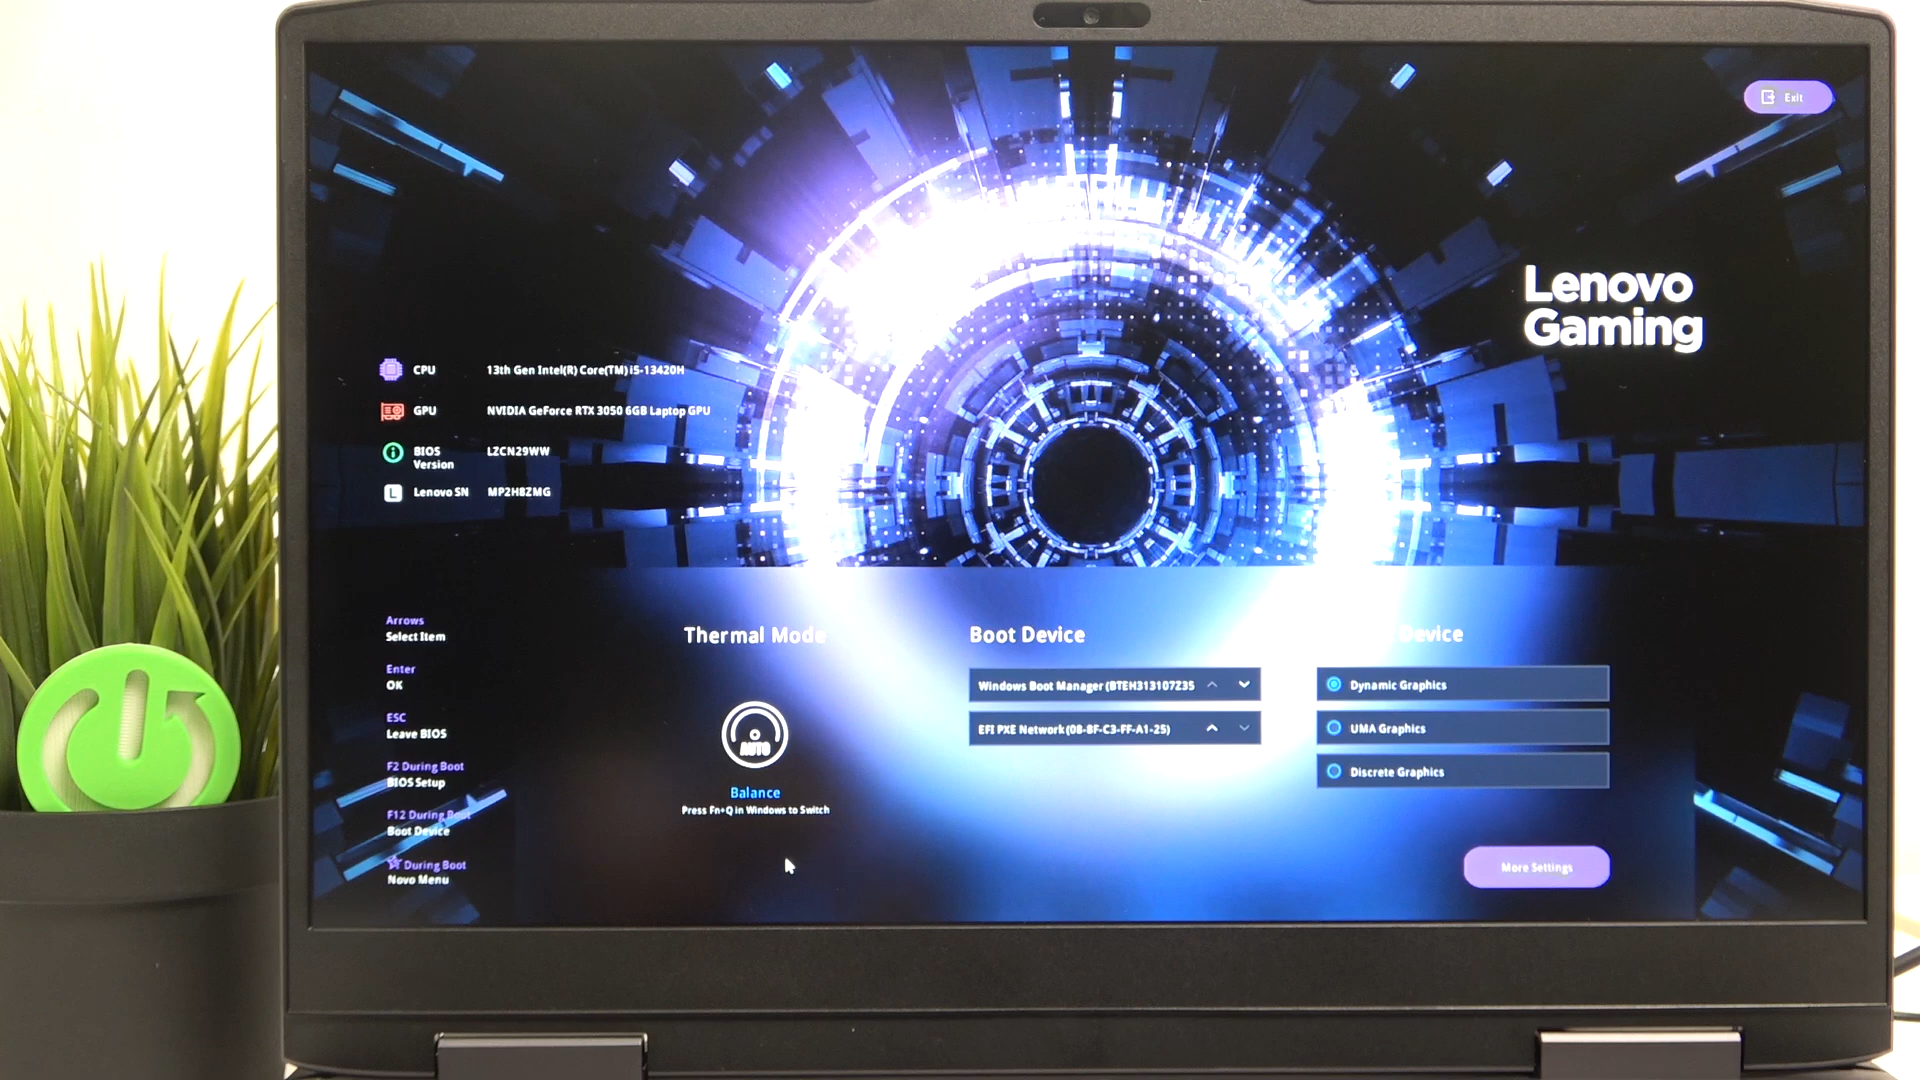 Exit
Lenovo
Gaming
CPU 13th Gen Intel(R) Core(TM) i5-13420H
GPU NVIDIA GeForce RTX 3050 6GB Laptop GPU
BIOS Version LZCN29WW
L Lenovo SN MP2H8ZMG
Arrows
Select Item
Enter
OK
ESC
Leave BIOS
F2 During Boot
BIOS Setup
F12 During Boot
Boot Device
During Boot
Novo Menu
Thermal Mode
AUTO
Balance
Press Fn+Q in Windows to Switch
Boot Device
Windows Boot Manager (BTEH313107Z35
EFI PXE Network (08-8F-C3-FF-A1-25)
Device
Dynamic Graphics
UMA Graphics
Discrete Graphics
More Settings